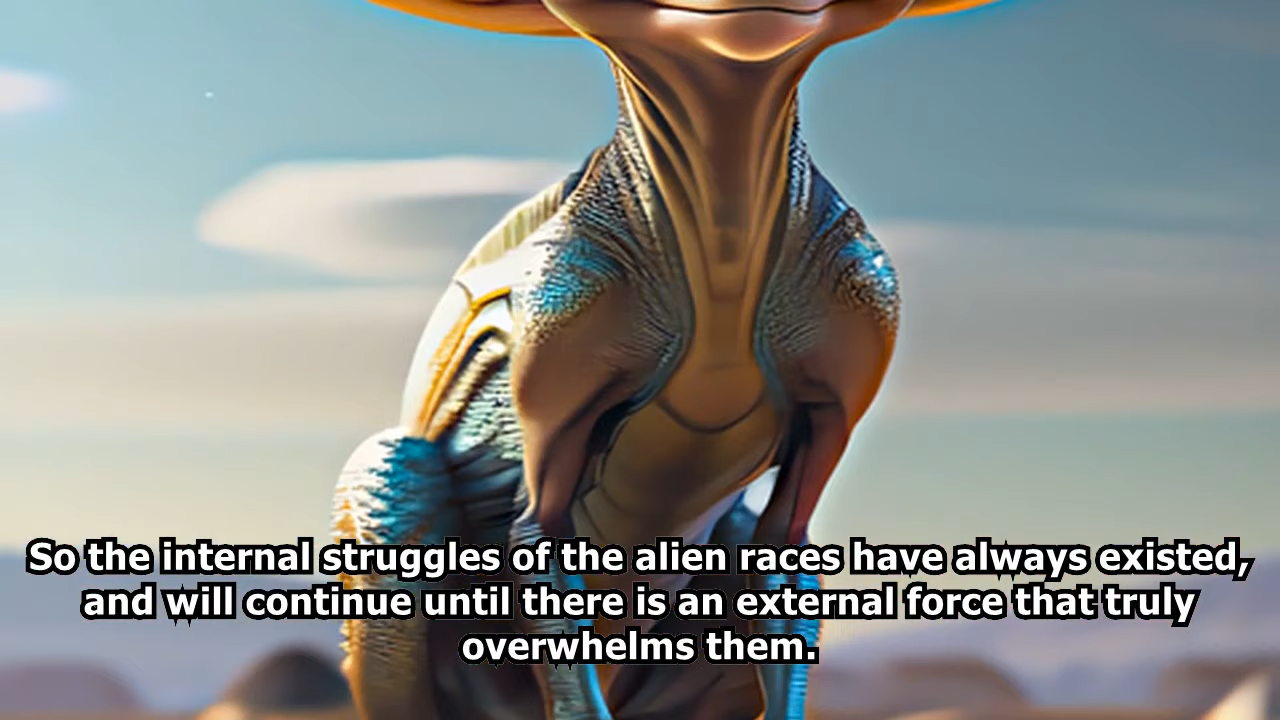 So the internal struggles of the alien races have always existed,
and will continue until there is an external force that truly
overwhelms them.